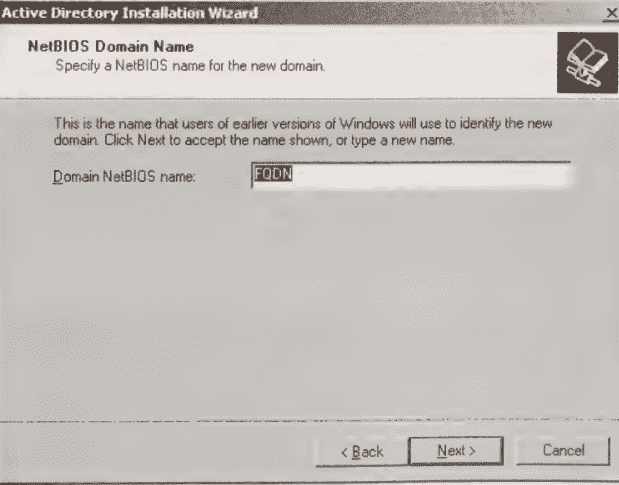 Active Directory Installation Wizard
NetBIOS Domain Name
Specify a NetBIOS name for the new domain.
This is the name that users of earlier versions of Windows will use to identify the new
domain. Click Next to accept the name shown, or type a new name.
Domain NetBIOS name:
FQDN
< Back
Next >
Cancel